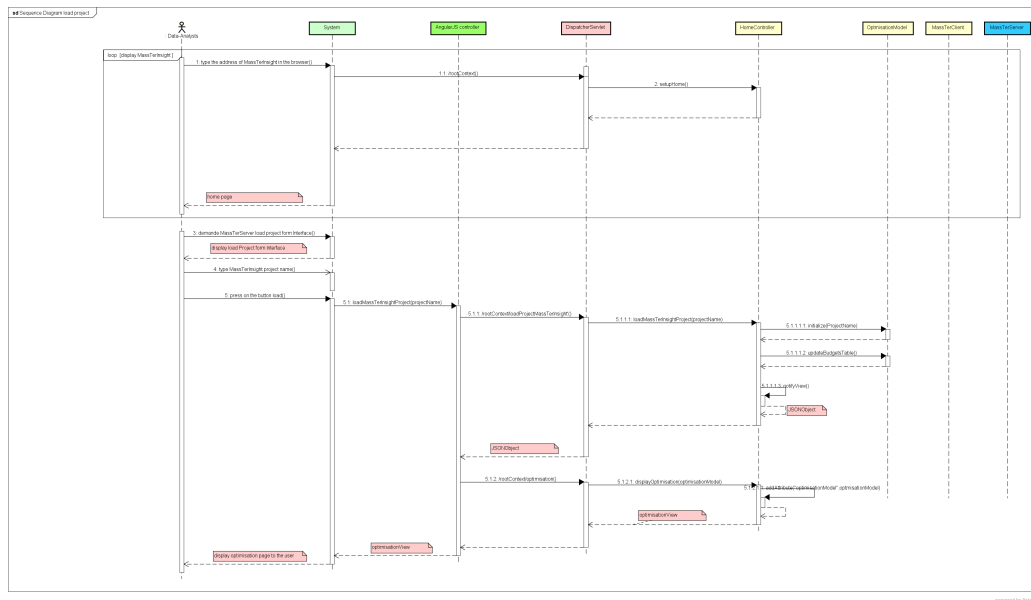 sd Sequence Diagram load project
: Data-Analysts
System
AngularJS controller
DispatcherServlet
HomeController
OptmisationModel
MassTerClient
MassTerServer
loop [display MassTerInsight ]
1: type the address of MassTerInsight in the browser()
1.1: /rootContext()
2: setupHome()
home page
3: demande MassTerServer load project form Interface()
display load Project form Interface
4: type MassTerInsight project name()
5: press on the button load()
5.1: loadMassTerInsightProject(projectName)
5.1.1: /rootContext/loadProjectMassTerInsight()
5.1.1.1: loadMassTerInsightProject(projectName)
5.1.1.1.1: initialize(ProjectName)
5.1.1.1.2: updateBudgetsTable()
5.1.1.1.3: notifyView()
JSONObject
JSONObject
5.1.2: /rootContext/optimisation()
5.1.2.1: displayOptimisation(optimisationModel)
addAttribute("optimisationModel",optmisationModel)
optimisationView
optimisationView
display optimisation page to the user